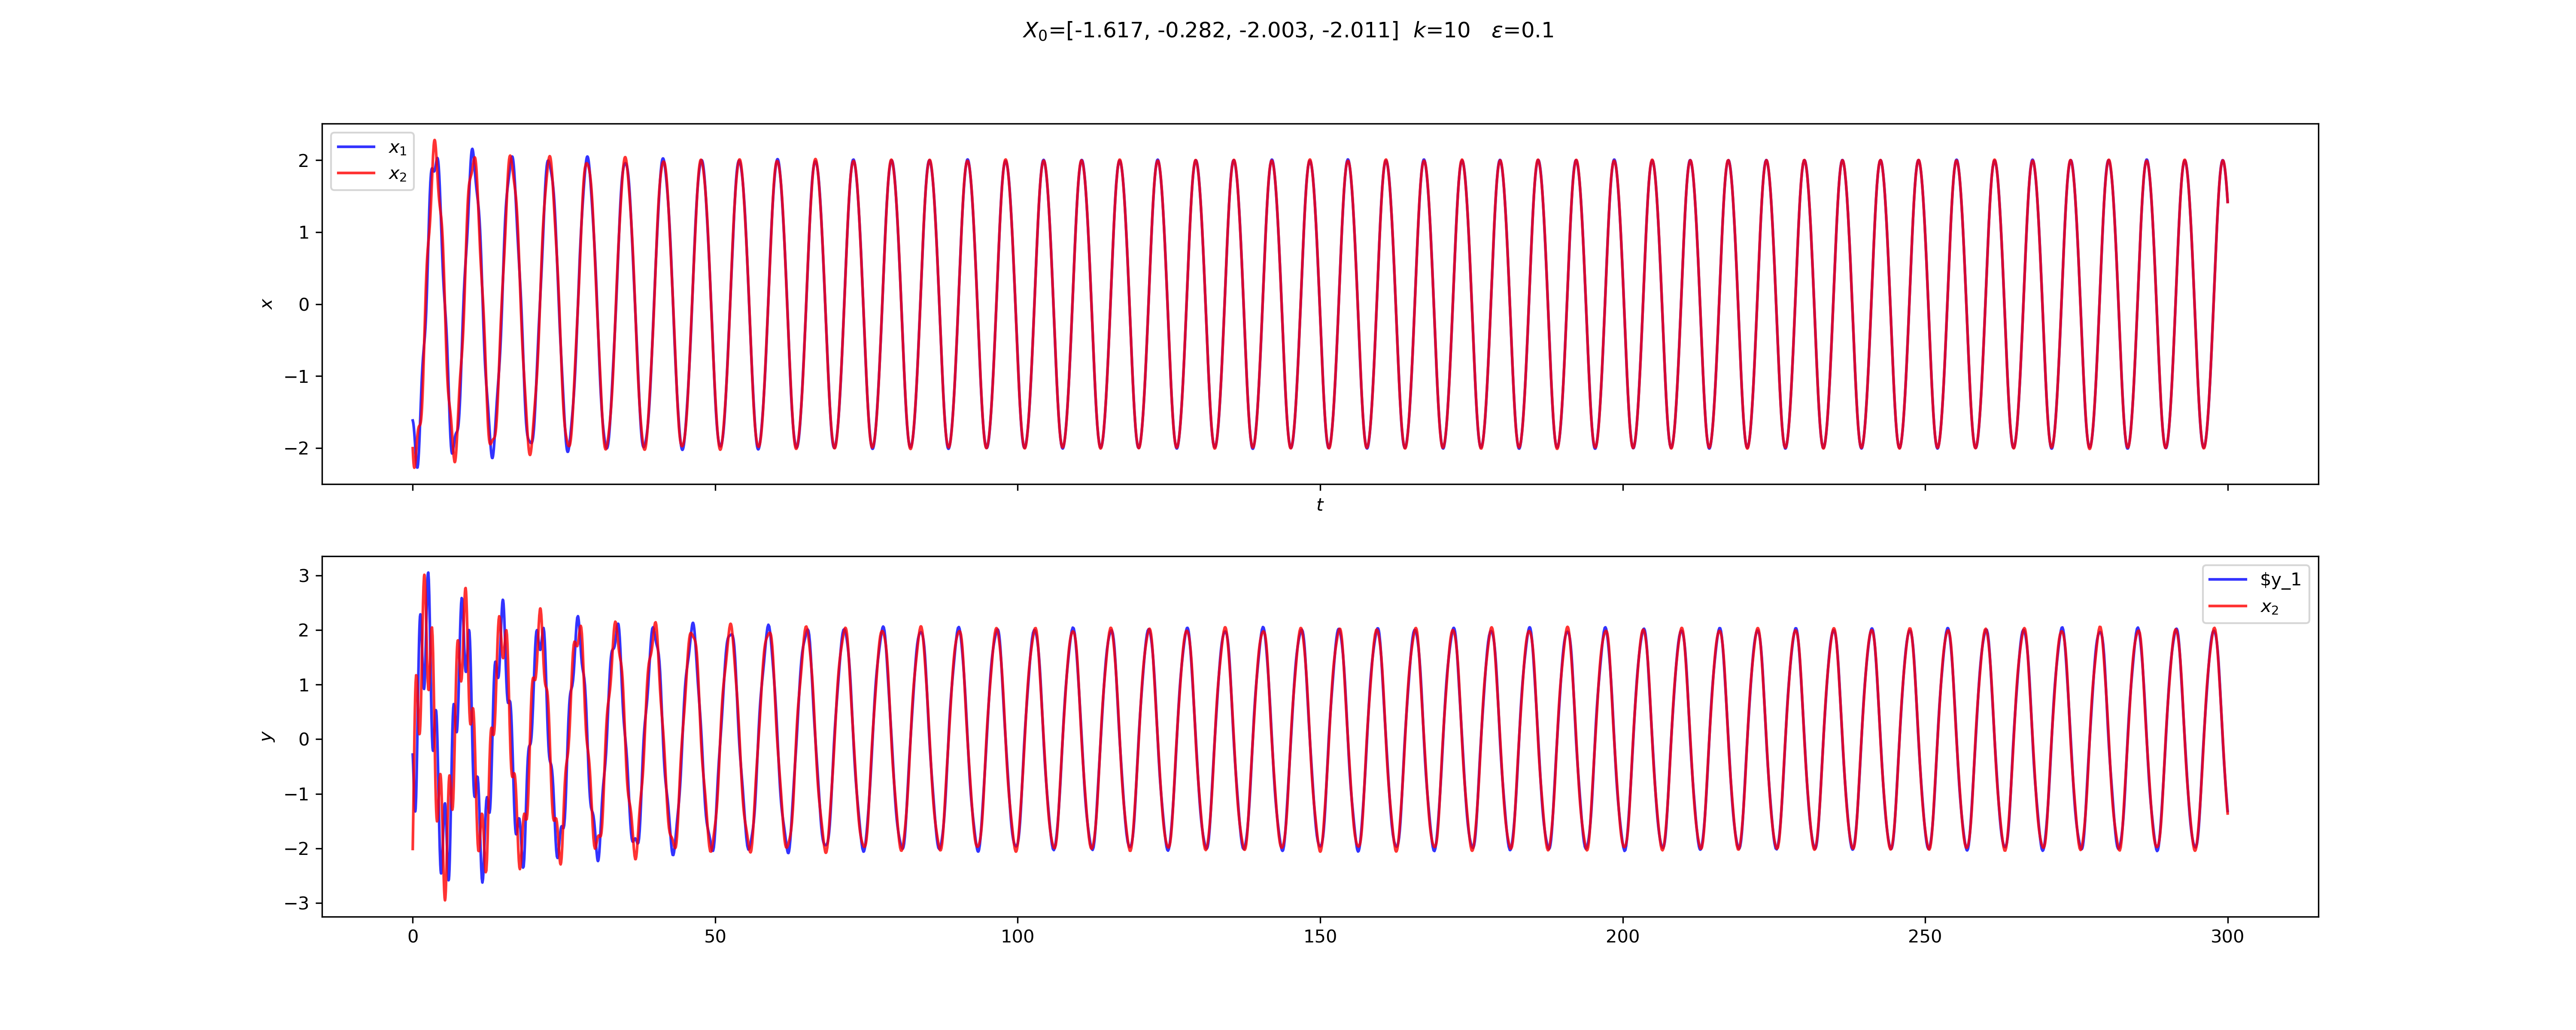 X₀=[-1.617, -0.282, -2.003, -2.011] k=10 ε=0.1
x₁
x₂
x
2
1
0
−1
−2
t
$y_1
x₂
y
3
2
1
0
−1
−2
−3
0 50 100 150 200 250 300